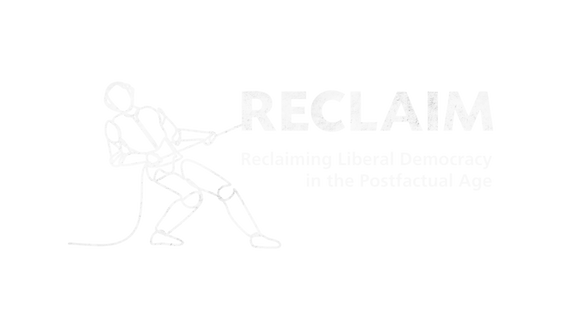 RECLAIM
Reclaiming Liberal Democracy
in the Postfactual Age